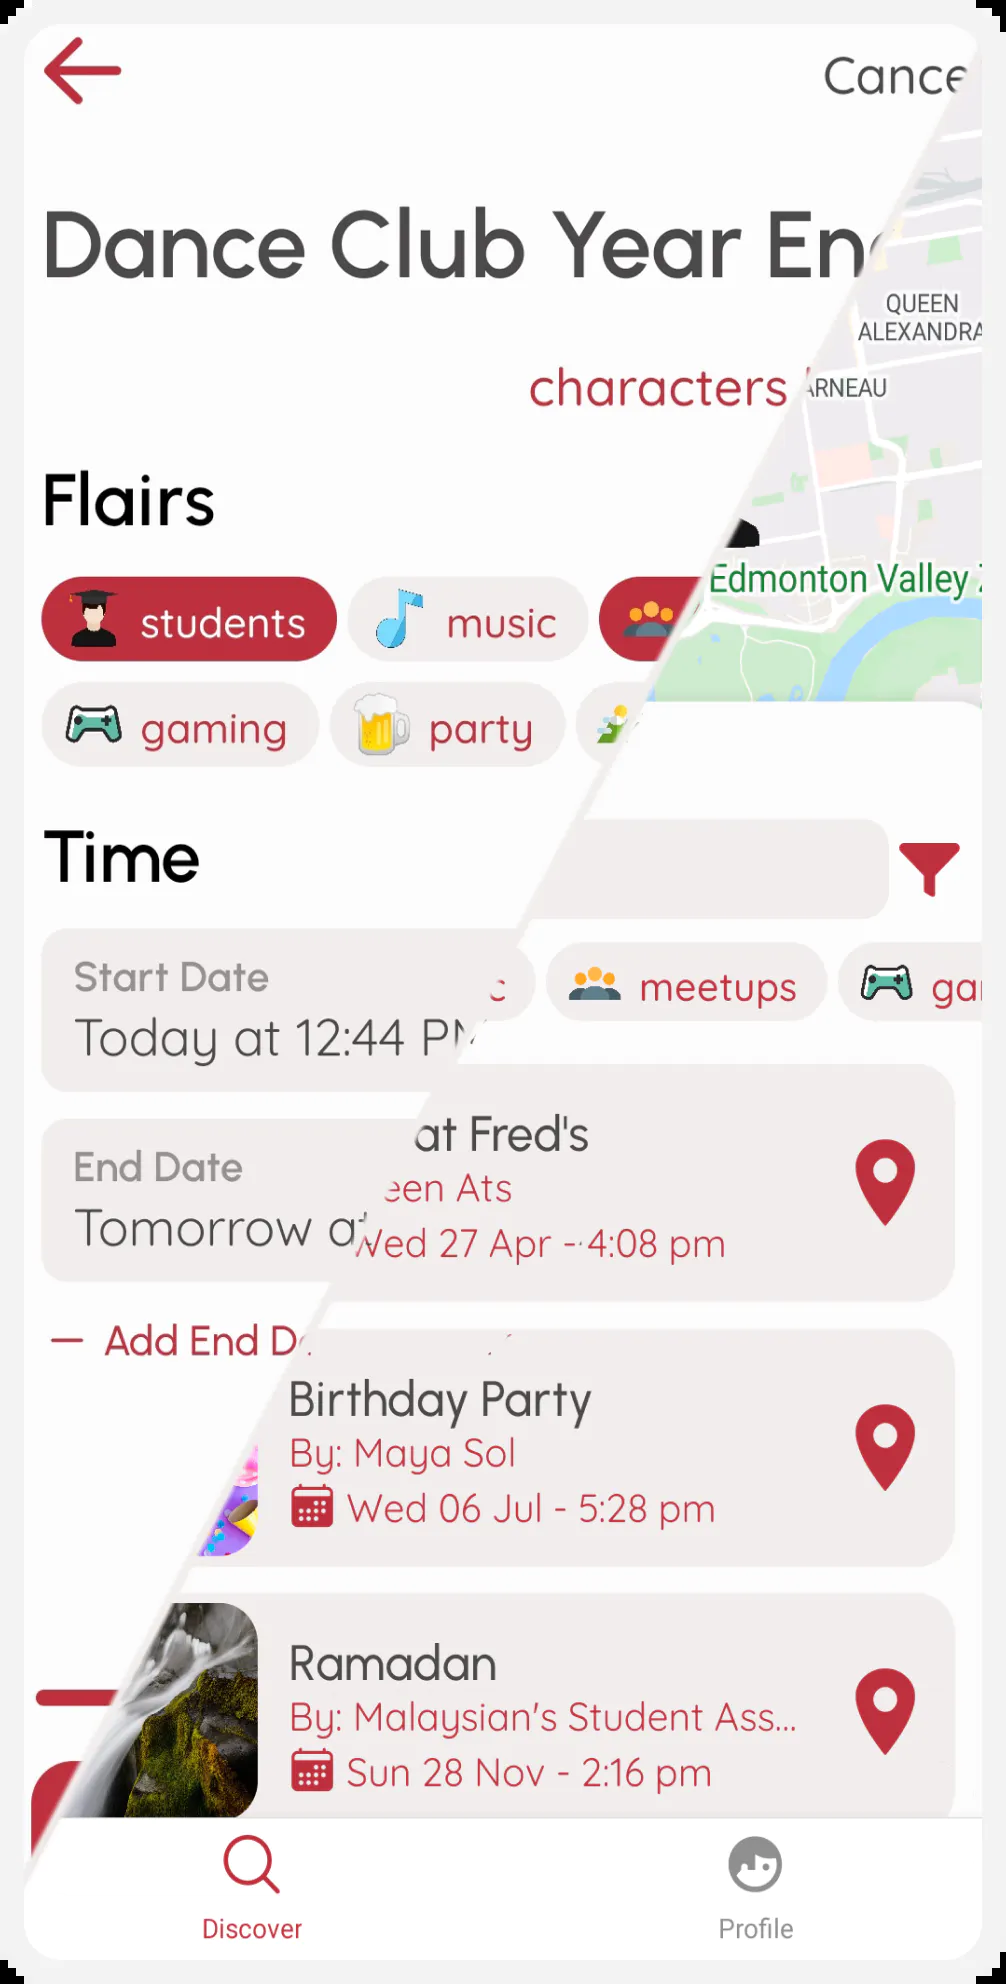 Cance
Dance Club Year En
QUEEN
ALEXANDRA
characters
ARNEAU
Flairs
Edmonton Valley
students
music
gaming
party
Time
Start Date
Today at 12:44 PM
meetups
End Date
Tomorrow at
at Fred's
een Ats
Wed 27 Apr - 4:08 pm
Add End
Birthday Party
By: Maya Sol
Wed 06 Jul - 5:28 pm
Ramadan
By: Malaysian's Student Ass...
Sun 28 Nov - 2:16 pm
Discover
Profile